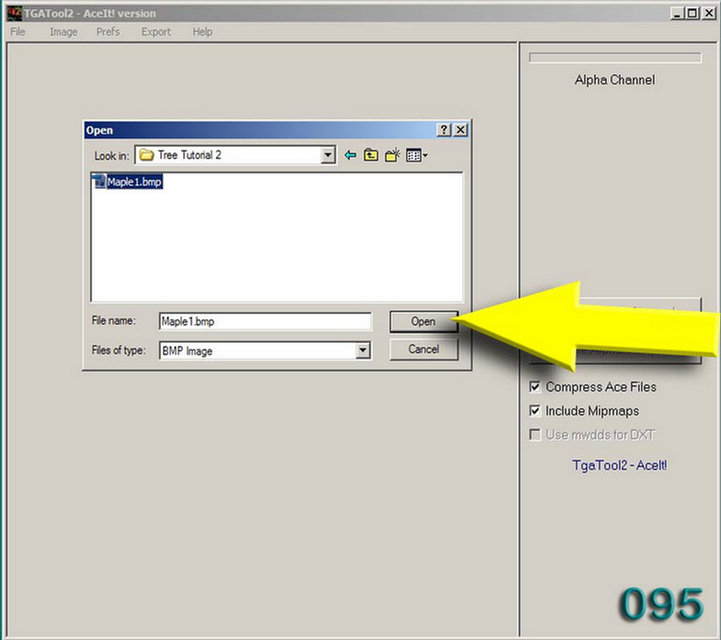 TGATool2 - AceIt! version
File Image Prefs Export Help
Alpha Channel
Open
Look in: Tree Tutorial 2
Maple1.bmp
File name: Maple1.bmp Open
Files of type: BMP Image Cancel
Compress Ace Files
Include Mipmaps
Use mwdds for DXT
TgaTool2 - AceIt!
095